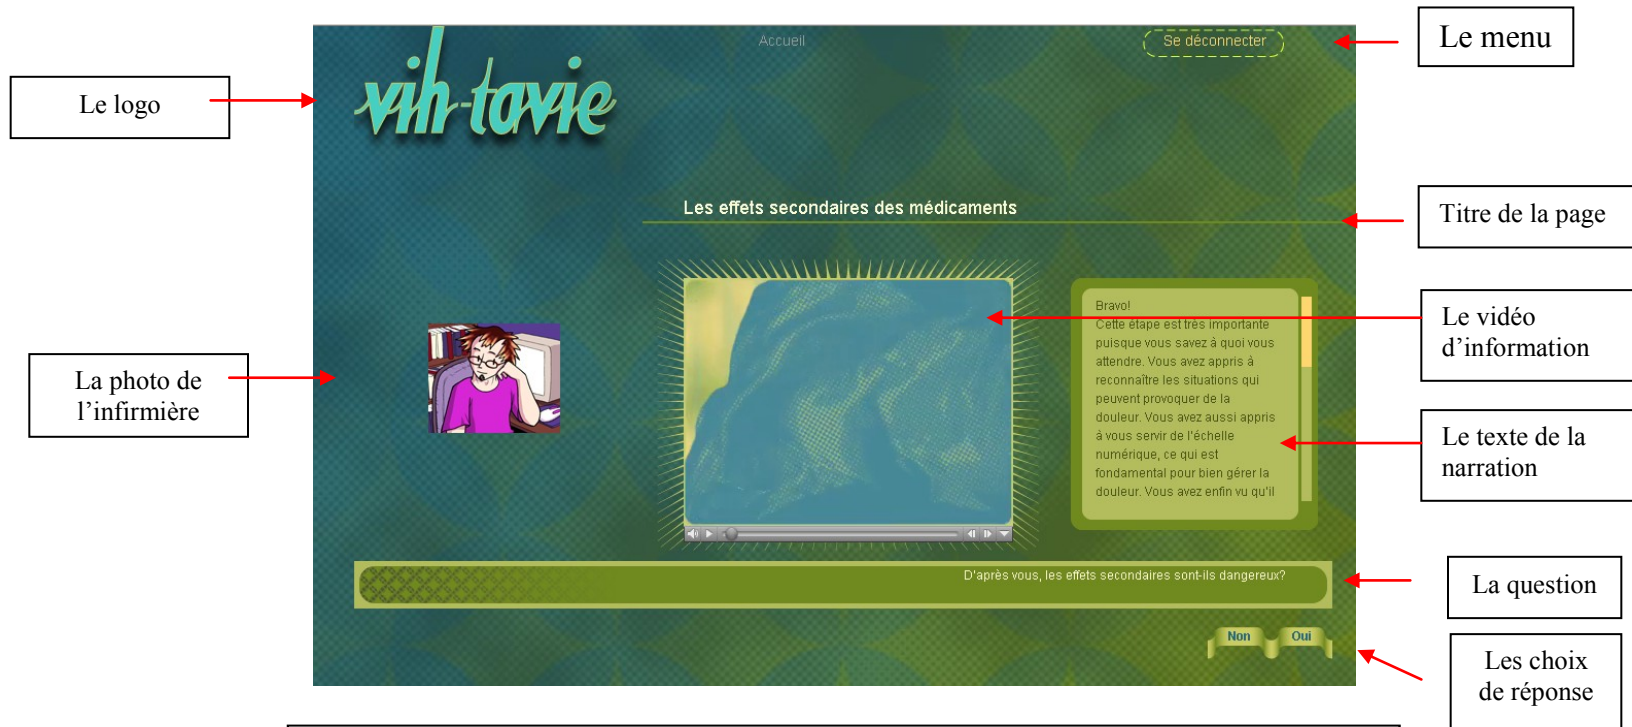 Accueil
Se déconnecter
Le menu
vih-tavie
Le logo
Les effets secondaires des médicaments
Titre de la page
Bravo!
Cette étape est très importante
puisque vous savez à quoi vous
attendre. Vous avez appris à
reconnaître les situations qui
peuvent provoquer de la
douleur. Vous avez aussi appris
à vous servir de l'échelle
numérique, ce qui est
fondamental pour bien gérer la
douleur. Vous avez enfin vu qu'il
Le vidéo
d’information
La photo de
l’infirmière
Le texte de la
narration
D'après vous, les effets secondaires sont-ils dangereux?
La question
Non
Oui
Les choix
de réponse